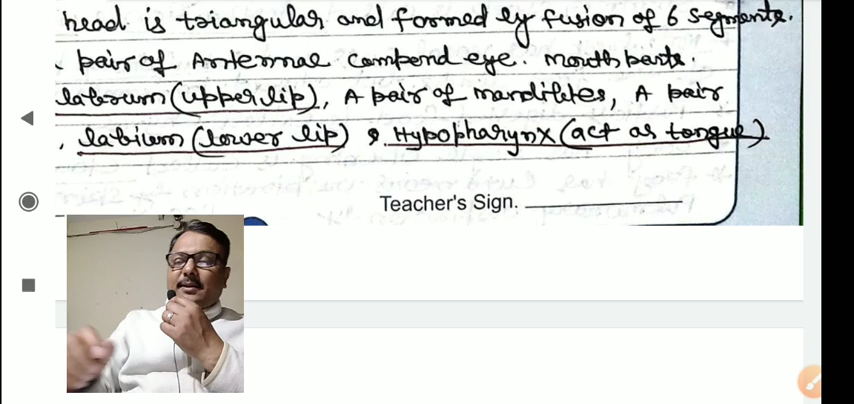 head is triangular and formed by fusion of 6 segments.
pair of Antennae compend eye. mouth parts.
labrum (upper lip), A pair of mandibles, A pair
, labium (lower lip) & Hypopharynx (act as tongue)
Teacher's Sign.